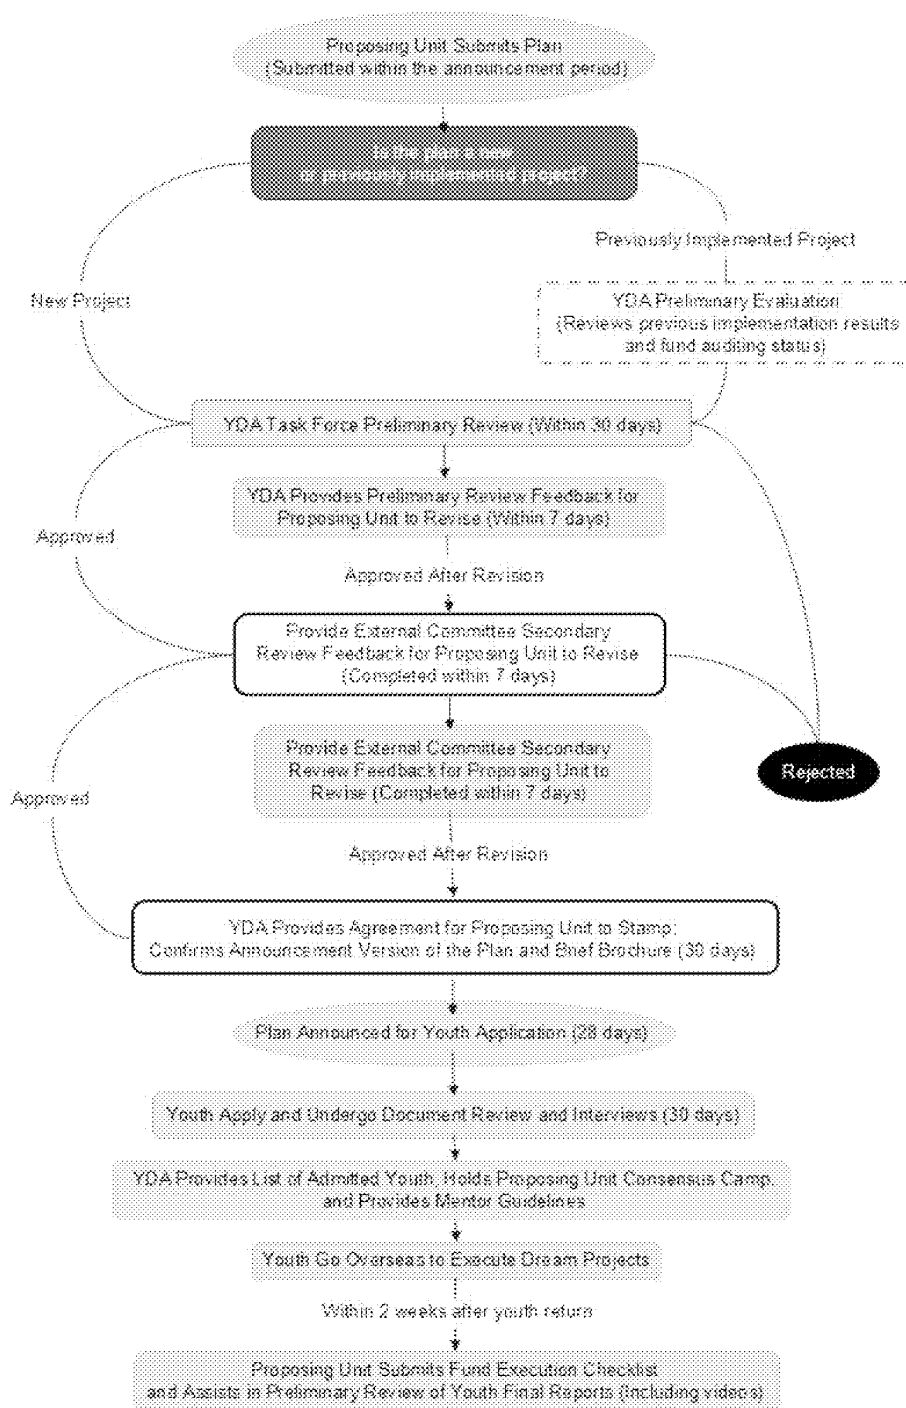 Proposing Unit Submits Plan
(Submitted within the announcement period)
Is the plan a new
or previously implemented project?
Previously Implemented Project
New Project
YDA Preliminary Evaluation
(Reviews previous implementation results
and fund auditing status)
YDA Task Force Preliminary Review (Within 30 days)
YDA Provides Preliminary Review Feedback for
Proposing Unit to Revise (Within 7 days)
Approved
Approved After Revision
Provide External Committee Secondary
Review Feedback for Proposing Unit to Revise
(Completed within 7 days)
Provide External Committee Secondary
Review Feedback for Proposing Unit to
Revise (Completed within 7 days)
Rejected
Approved
Approved After Revision
YDA Provides Agreement for Proposing Unit to Stamp;
Confirms Announcement Version of the Plan and Brief Brochure (30 days)
Plan Announced for Youth Application (28 days)
Youth Apply and Undergo Document Review and Interviews (30 days)
YDA Provides List of Admitted Youth, Holds Proposing Unit Consensus Camp,
and Provides Mentor Guidelines
Youth Go Overseas to Execute Dream Projects
Within 2 weeks after youth return
Proposing Unit Submits Fund Execution Checklist
and Assists in Preliminary Review of Youth Final Reports (Including videos)